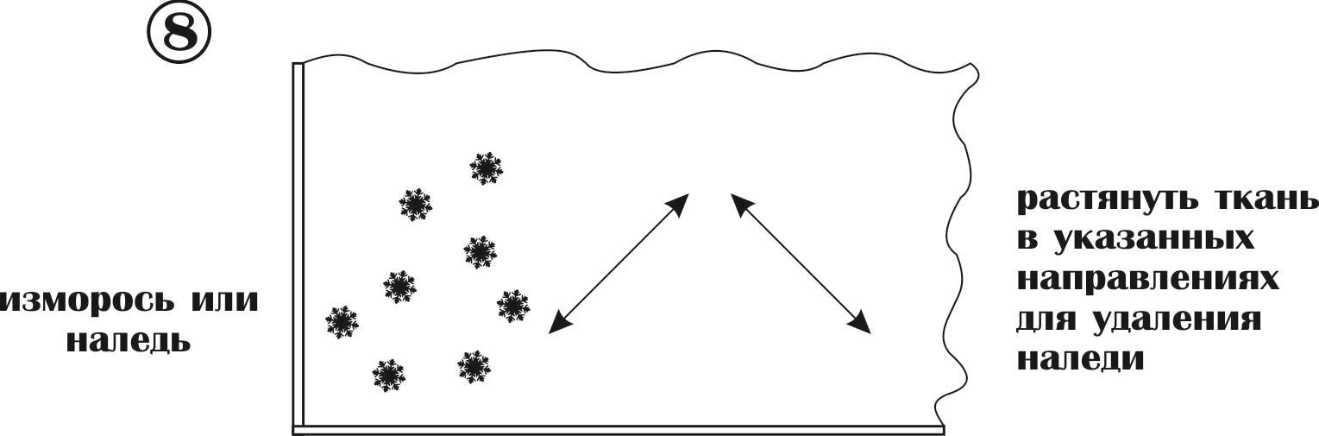 8
изморось или
наледь
растянуть ткань
в указанных
направлениях
для удаления
наледи